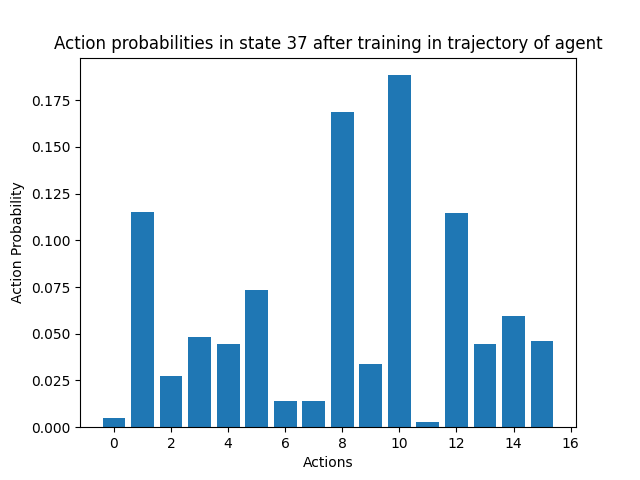 Action probabilities in state 37 after training in trajectory of agent
0.175
0.150
0.125
0.100
0.075
0.050
0.025
0.000
Action Probability
0 2 4 6 8 10 12 14 16
Actions